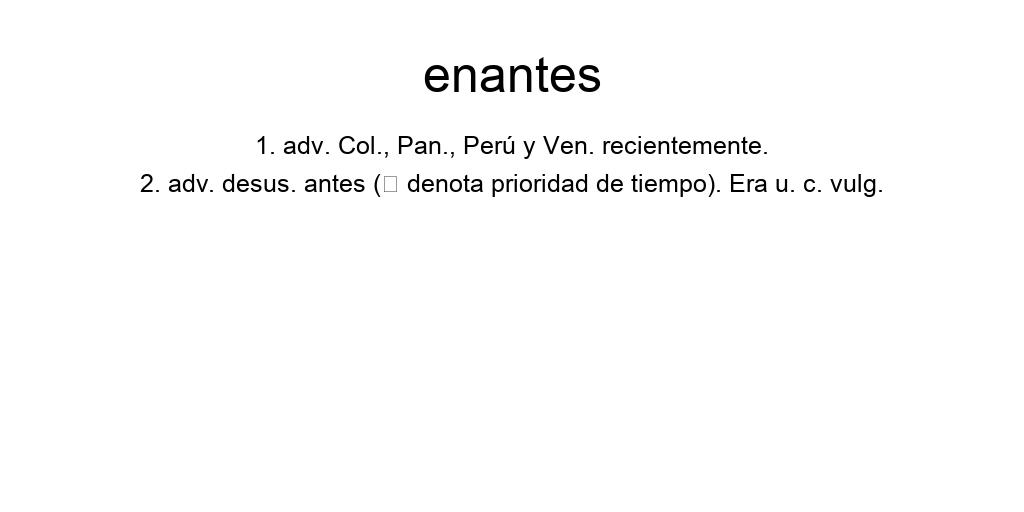 enantes
1. adv. Col., Pan., Perú y Ven. recientemente.
2. adv. desus. antes (□ denota prioridad de tiempo). Era u. c. vulg.